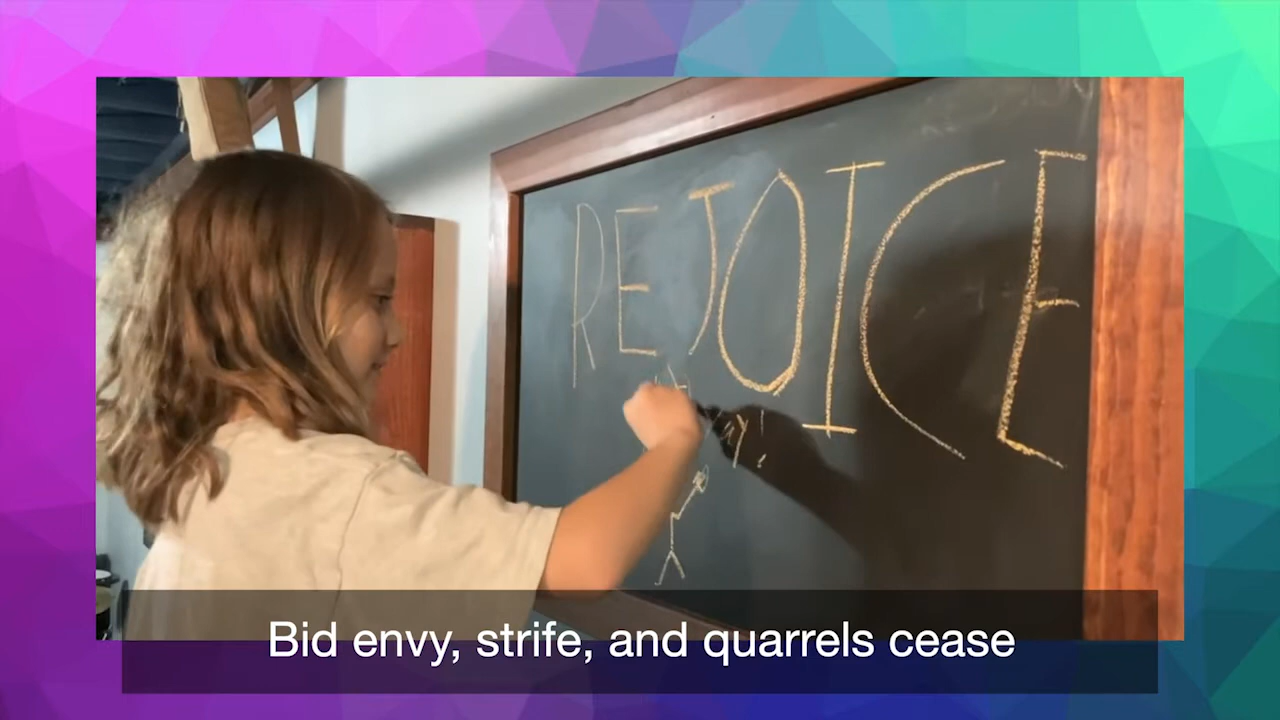 REJOICE
Bid envy, strife, and quarrels cease